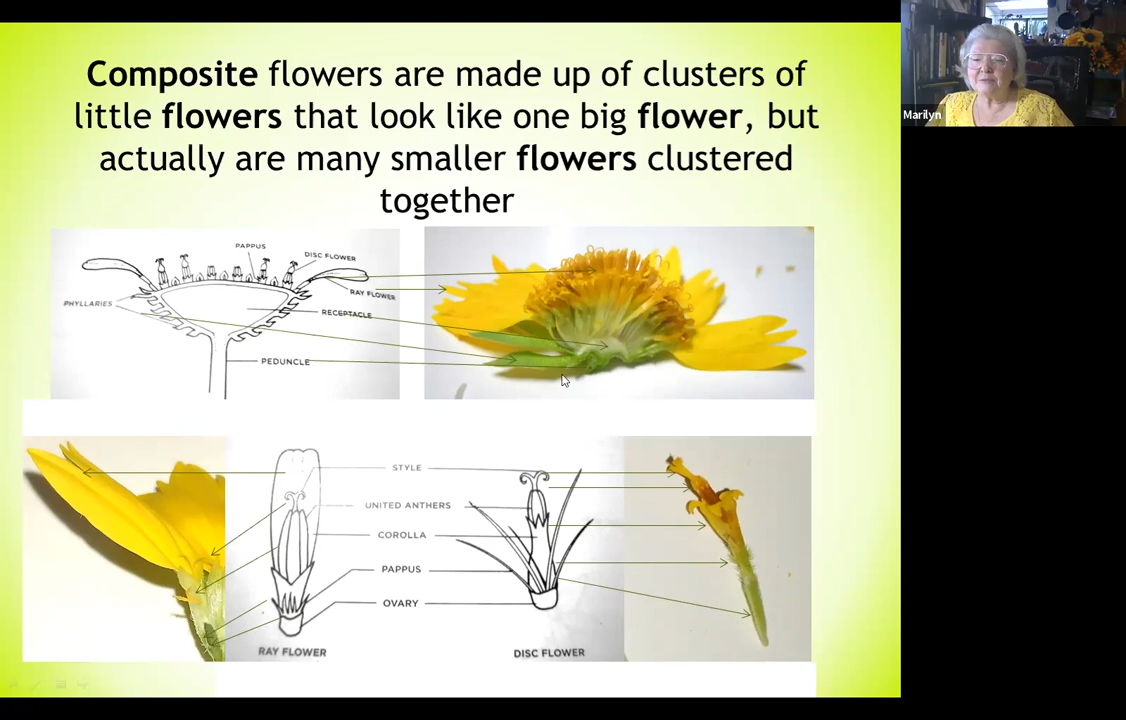 Composite flowers are made up of clusters of
little flowers that look like one big flower, but
actually are many smaller flowers clustered
together
Marilyn
PAPPUS
DISC FLOWER
RAY FLOWER
PHYLLARIES
RECEPTACLE
PEDUNCLE
STYLE
UNITED ANTHERS
COROLLA
PAPPUS
OVARY
RAY FLOWER
DISC FLOWER